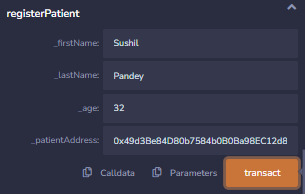 registerPatient
_firstName: Sushil
_lastName: Pandey
_age: 32
_patientAddress: 0x49d3Be84D80b7584b0B0Ba98EC12d8
Calldata Parameters transact